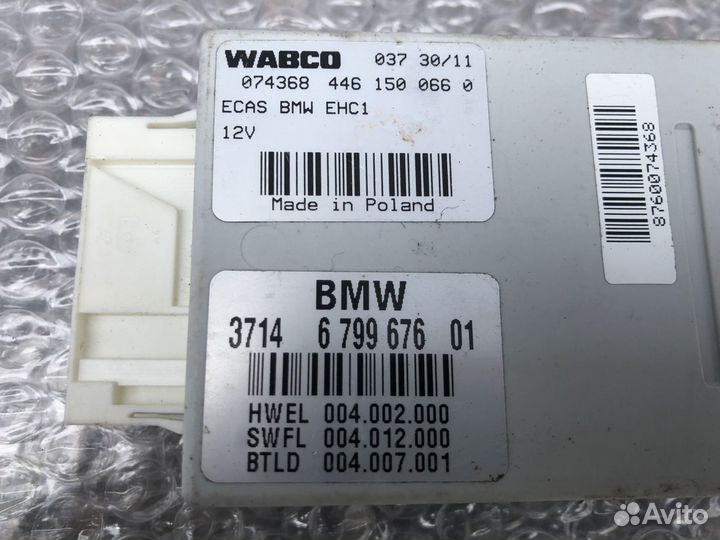 WABCO 037 30/11
074368 446 150 066 0
ECAS BMW EHC1
12V
Made in Poland
8760074368
BMW
3714 6 799 676 01
HWEL 004.002.000
SWFL 004.012.000
BTLD 004.007.001
Avito